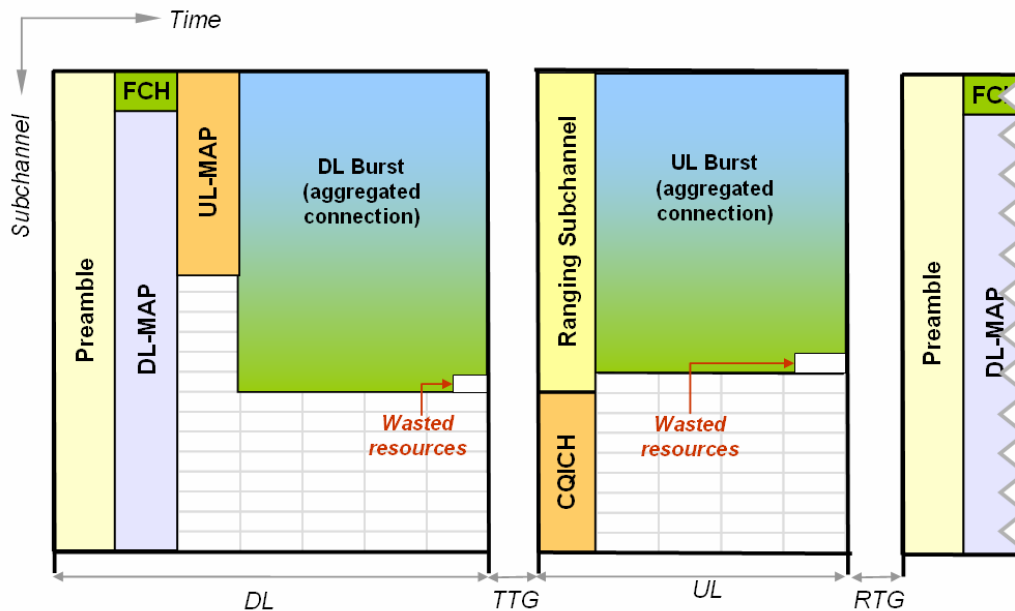 Time
Subchannel
Preamble
FCH
DL-MAP
UL-MAP
DL Burst
(aggregated
connection)
Wasted
resources
Ranging Subchannel
CQICH
UL Burst
(aggregated
connection)
Wasted
resources
Preamble
FCH
DL-MAP
DL
TTG
UL
RTG